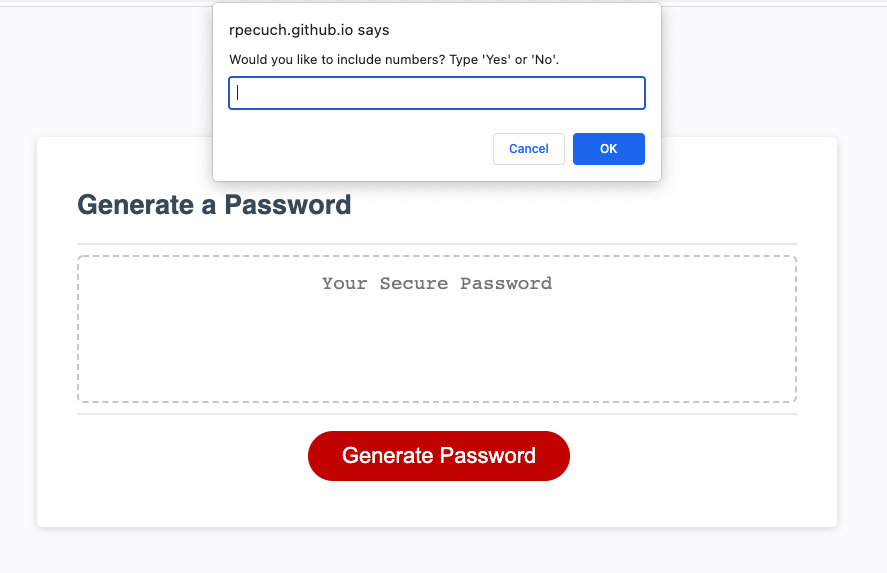 rpecuch.github.io says
Would you like to include numbers? Type 'Yes' or 'No'.
Cancel OK
Generate a Password
Your Secure Password
Generate Password